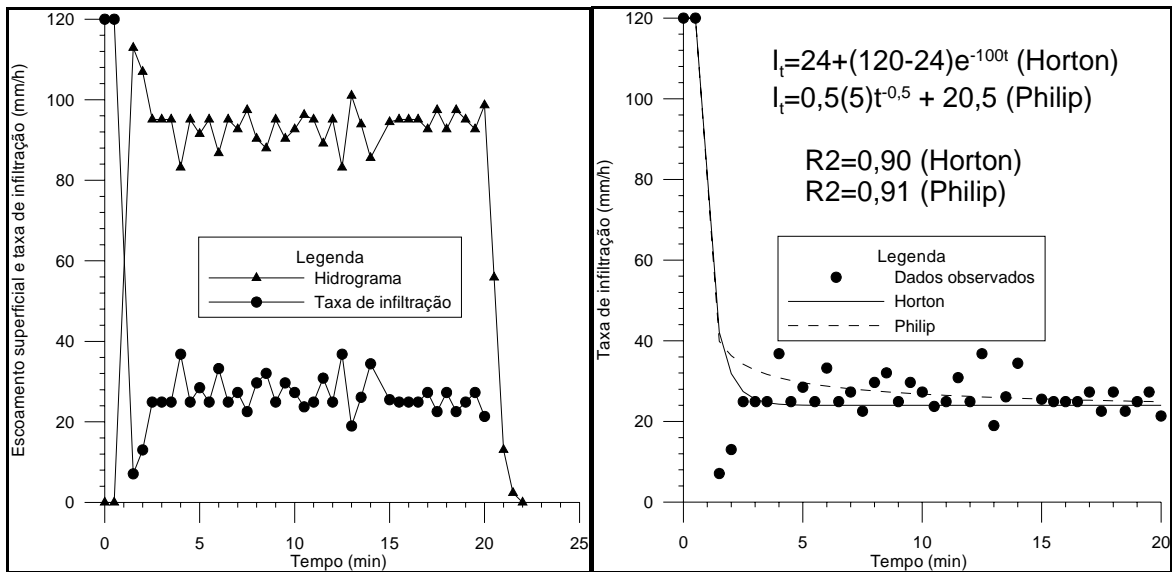 Escoamento superficial e taxa de infiltração (mm/h)
120
100
80
60
40
20
0
Legenda
Hidrograma
Taxa de infiltração
0 5 10 15 20 25
Tempo (min)
Taxa de infiltração (mm/h)
120
100
80
60
40
20
0
I_t=24+(120-24)e^-100t (Horton)
I_t=0,5(5)t^-0,5 + 20,5 (Philip)
R2=0,90 (Horton)
R2=0,91 (Philip)
Legenda
Dados observados
Horton
Philip
0 5 10 15 20
Tempo (min)